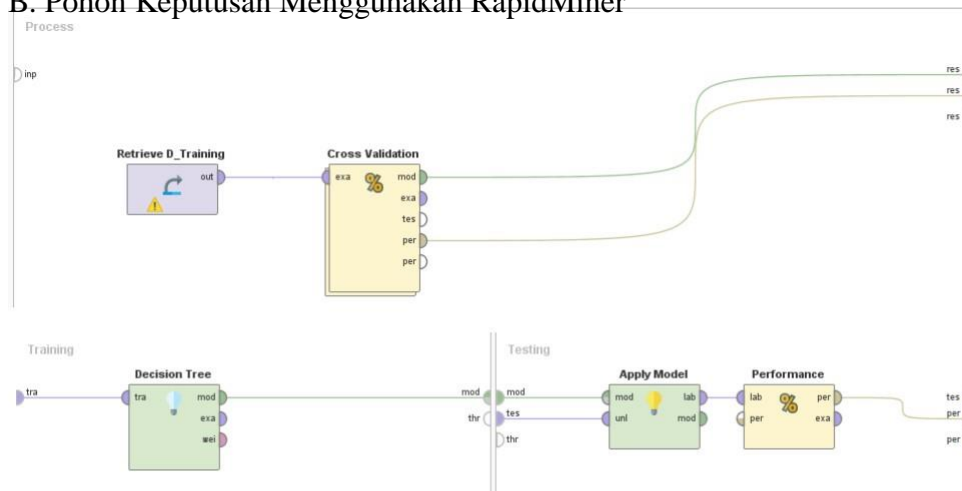 B. Pohon Keputusan Menggunakan RapidMiner
Process
inp
res
res
res
Retrieve D_Training
out
Cross Validation
exa
mod
exa
tes
per
per
Training
tra
Decision Tree
tra
mod
exa
wei
mod
thr
Testing
mod
tes
thr
Apply Model
mod
unl
lab
mod
Performance
lab
per
per
exa
tes
per
per